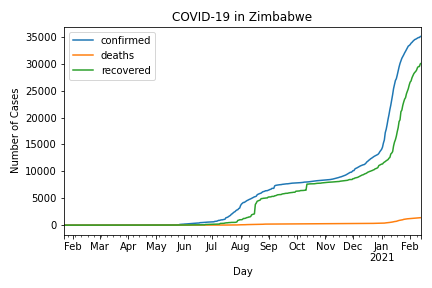 COVID-19 in Zimbabwe
confirmed
deaths
recovered
35000
30000
25000
20000
15000
10000
5000
0
Number of Cases
Feb Mar Apr May Jun Jul Aug Sep Oct Nov Dec Jan Feb
2021
Day